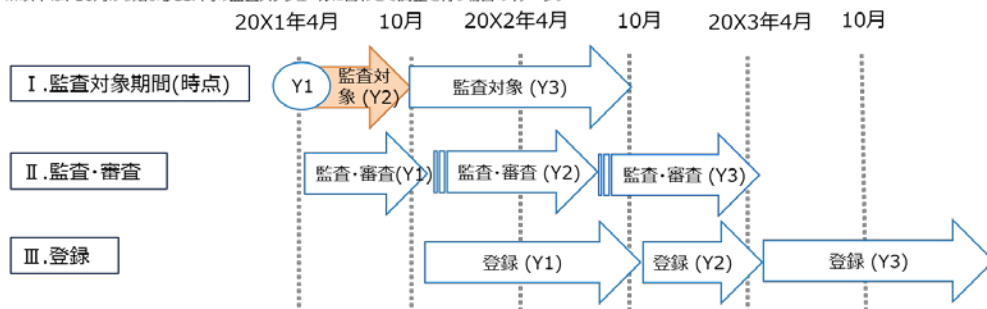 20X1年4月 10月 20X2年4月 10月 20X3年4月 10月
Ⅰ.監査対象期間(時点)
Y1
監査対
象 (Y2)
監査対象 (Y3)
Ⅱ.監査・審査
監査・審査(Y1)
監査・審査 (Y2)
監査・審査 (Y3)
Ⅲ.登録
登録 (Y1)
登録 (Y2)
登録 (Y3)